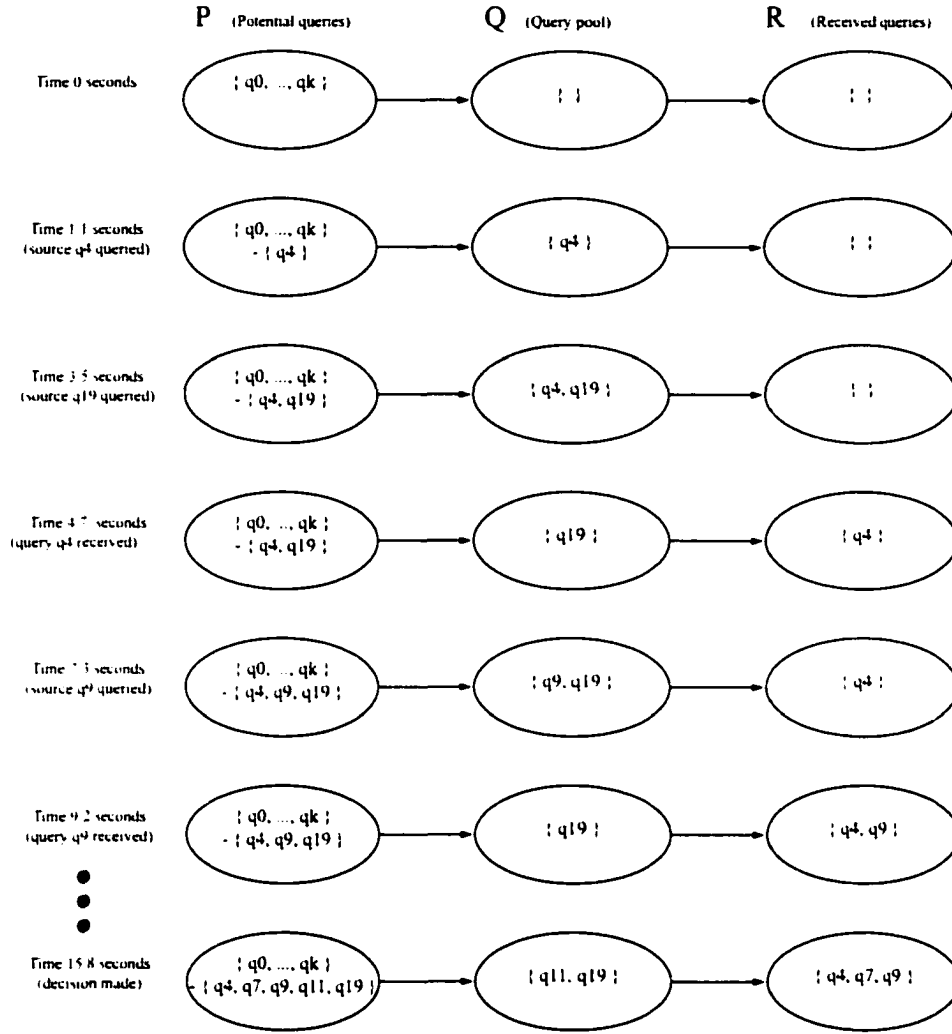 P (Potential queries) Q (Query pool) R (Received queries)
Time 0 seconds
{ q0, ..., qk }
{ }
{ }
Time 1.1 seconds
(source q4 queried)
{ q0, ..., qk }
- { q4 }
{ q4 }
{ }
Time 3.5 seconds
(source q19 queried)
{ q0, ..., qk }
- { q4, q19 }
{ q4, q19 }
{ }
Time 4.7 seconds
(query q4 received)
{ q0, ..., qk }
- { q4, q19 }
{ q19 }
{ q4 }
Time 7.3 seconds
(source q9 queried)
{ q0, ..., qk }
- { q4, q9, q19 }
{ q9, q19 }
{ q4 }
Time 9.2 seconds
(query q9 received)
{ q0, ..., qk }
- { q4, q9, q19 }
{ q19 }
{ q4, q9 }
Time 15.8 seconds
(decision made)
{ q0, ..., qk }
- { q4, q7, q9, q11, q19 }
{ q11, q19 }
{ q4, q7, q9 }